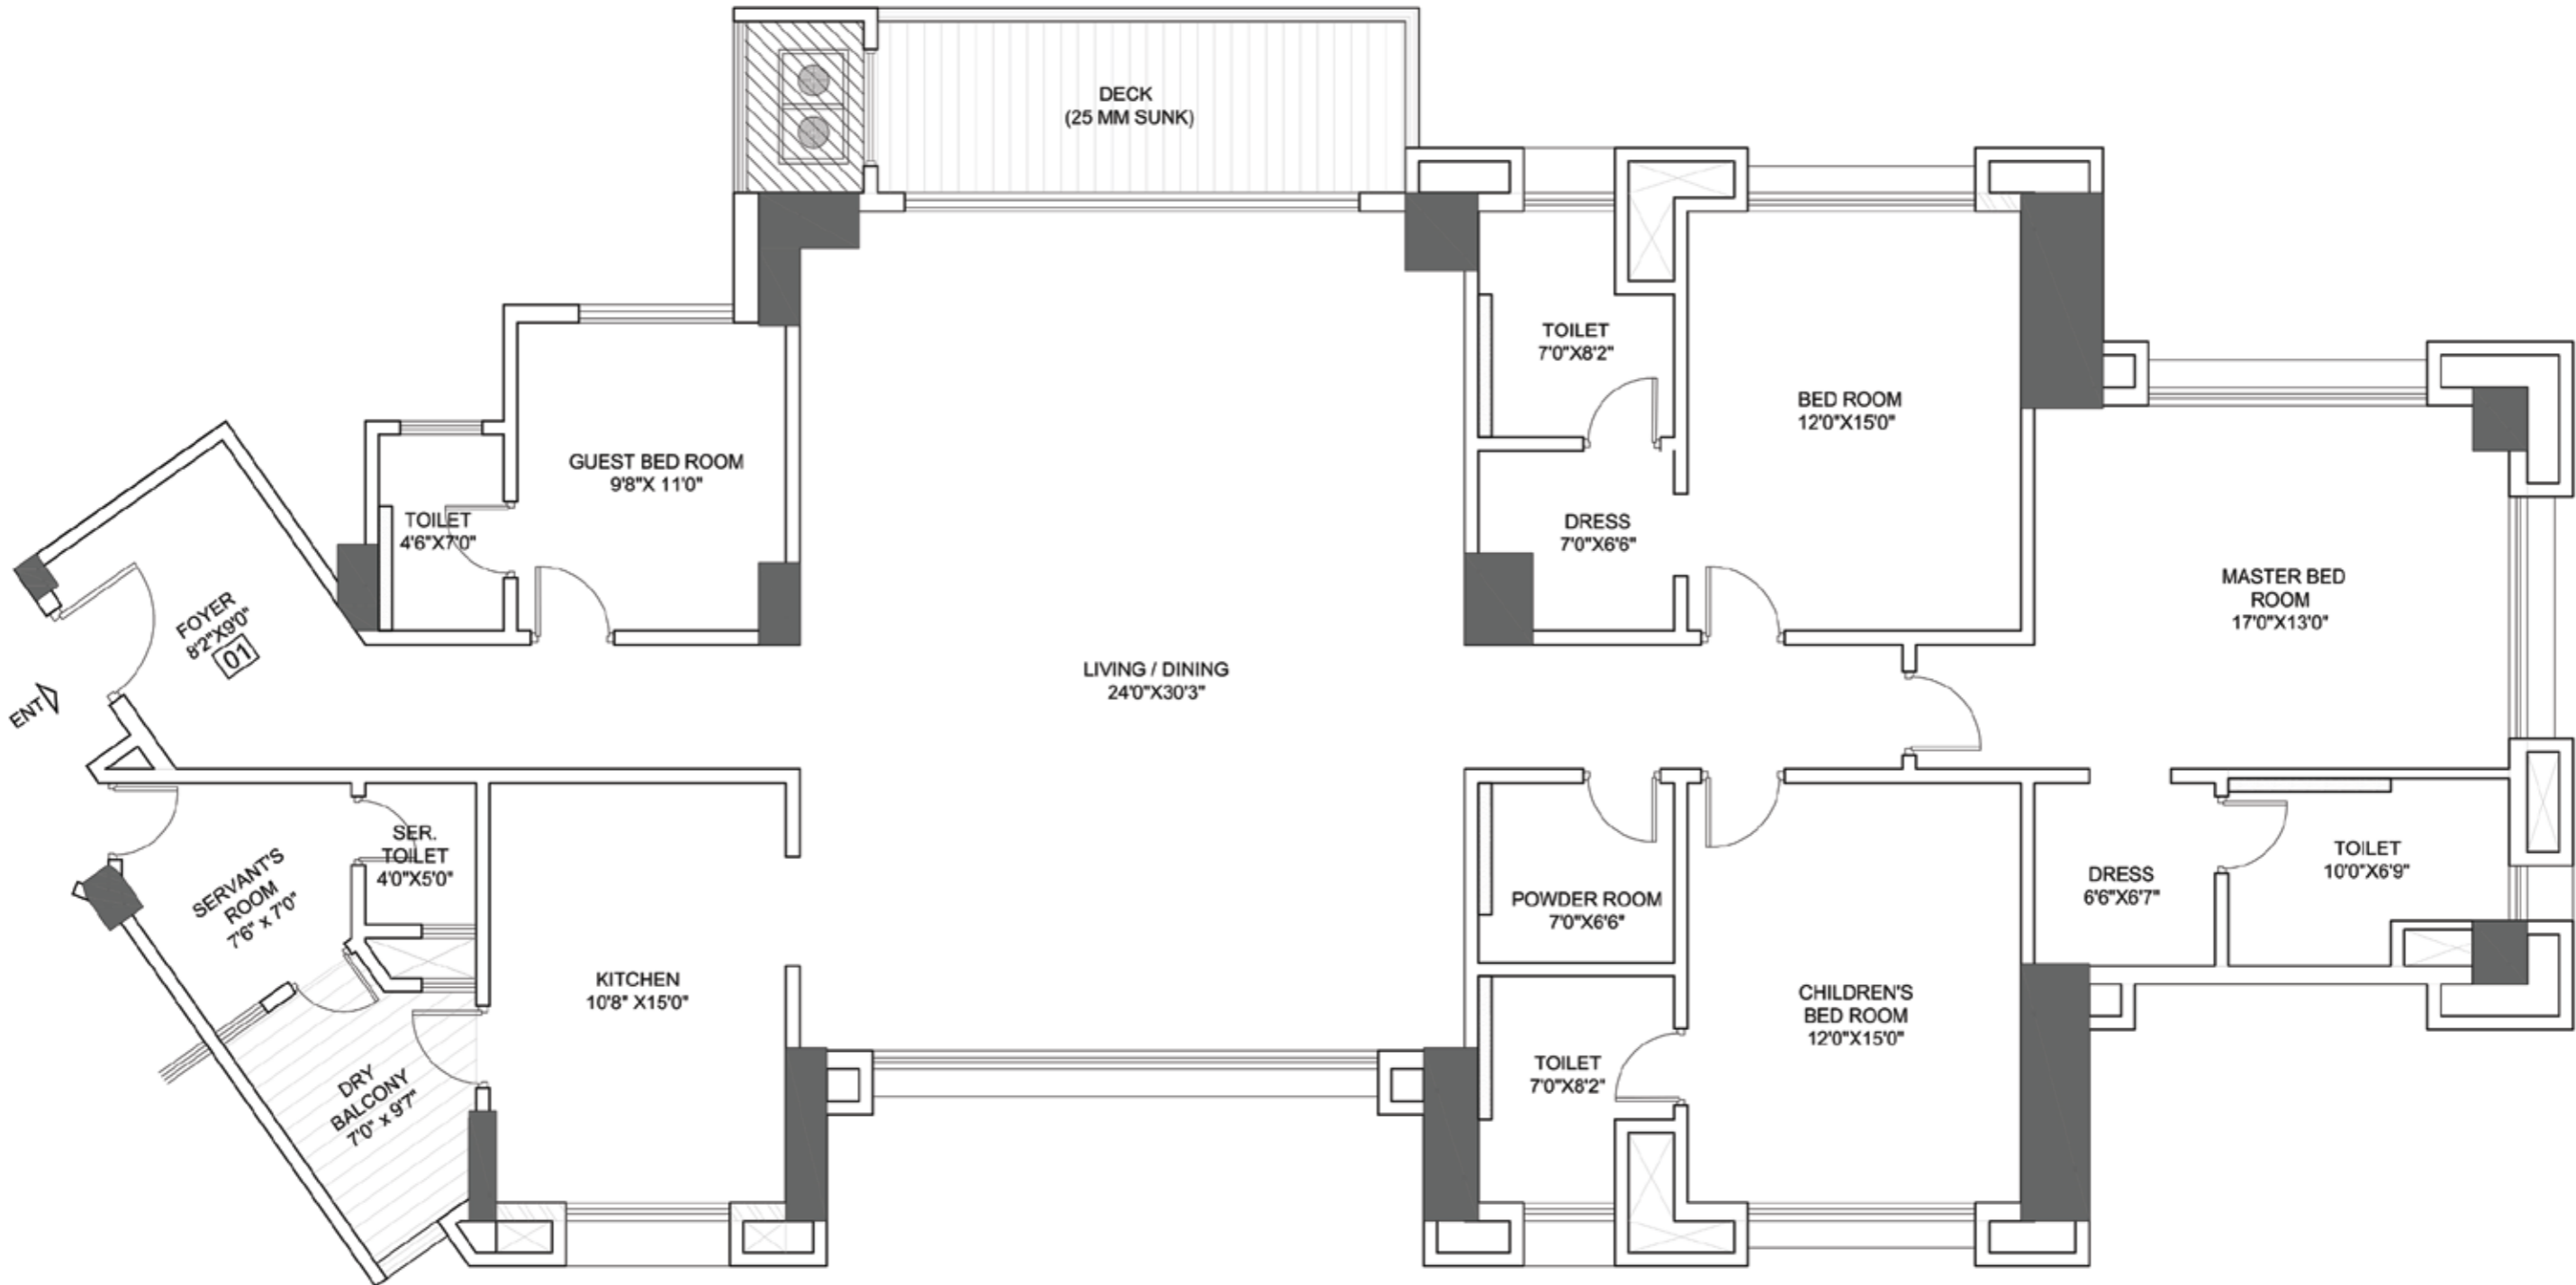 DECK
(25 MM SUNK)
TOILET
7'0"X8'2"
BED ROOM
12'0"X15'0"
GUEST BED ROOM
9'8"X 11'0"
TOILET
4'6"X7'0"
DRESS
7'0"X6'6"
MASTER BED
ROOM
17'0"X13'0"
FOYER
8'2"X9'0"
01
ENT
LIVING / DINING
24'0"X30'3"
SER.
TOILET
4'0"X5'0"
SERVANT'S
ROOM
7'6" x 7'0"
POWDER ROOM
7'0"X6'6"
DRESS
6'6"X6'7"
TOILET
10'0"X6'9"
KITCHEN
10'8" X15'0"
CHILDREN'S
BED ROOM
12'0"X15'0"
TOILET
7'0"X8'2"
DRY
BALCONY
7'0" x 9'7"